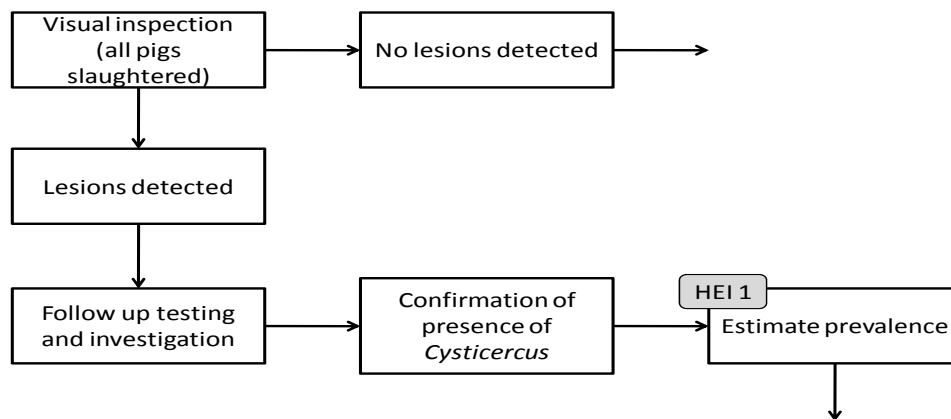 Visual inspection
(all pigs
slaughtered)
No lesions detected
Lesions detected
Follow up testing
and investigation
Confirmation of
presence of
Cysticercus
HEI 1
Estimate prevalence